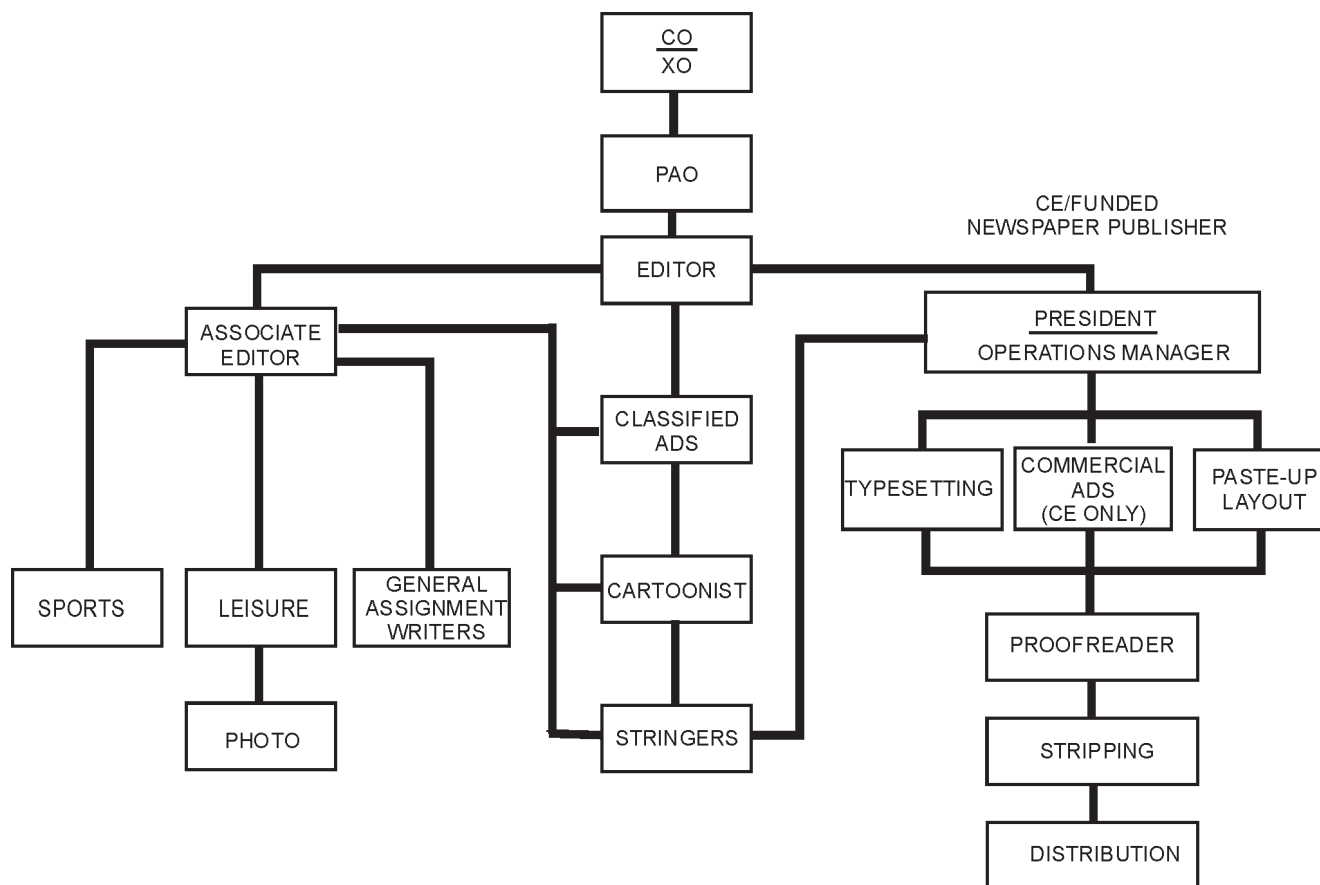 CO
XO
PAO
CE/FUNDED
NEWSPAPER PUBLISHER
EDITOR
ASSOCIATE
EDITOR
PRESIDENT
OPERATIONS MANAGER
CLASSIFIED
ADS
TYPESETTING
COMMERCIAL
ADS
(CE ONLY)
PASTE-UP
LAYOUT
SPORTS
LEISURE
GENERAL
ASSIGNMENT
WRITERS
CARTOONIST
PROOFREADER
PHOTO
STRINGERS
STRIPPING
DISTRIBUTION